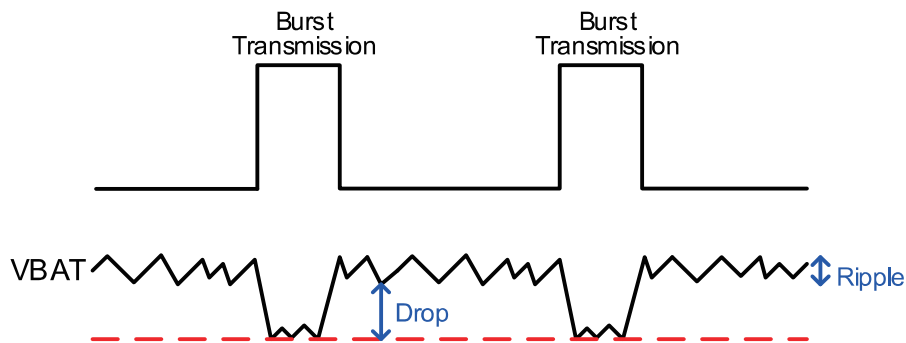 Burst
Transmission
Burst
Transmission
VBAT
Ripple
Drop